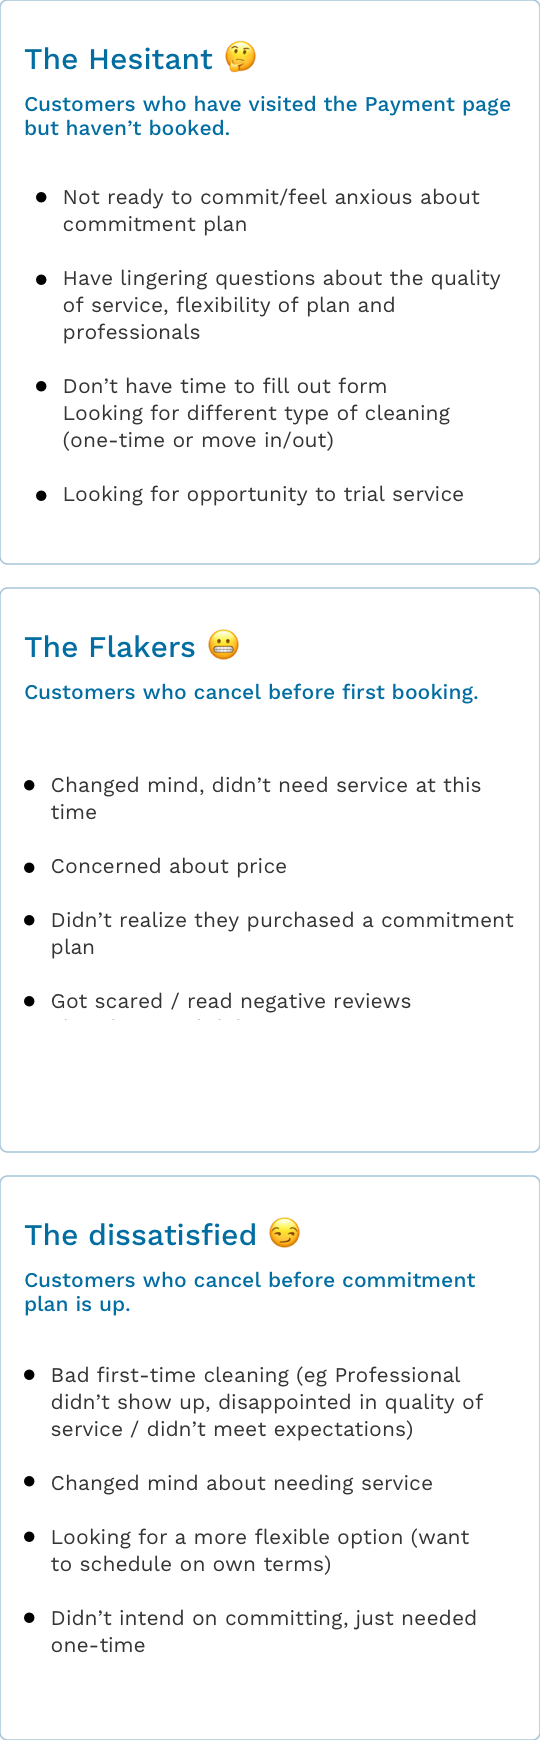 The Hesitant 🤔
Customers who have visited the Payment page
but haven’t booked.
Not ready to commit/feel anxious about
commitment plan
Have lingering questions about the quality
of service, flexibility of plan and
professionals
Don’t have time to fill out form
Looking for different type of cleaning
(one-time or move in/out)
Looking for opportunity to trial service
The Flakers 😬
Customers who cancel before first booking.
Changed mind, didn’t need service at this
time
Concerned about price
Didn’t realize they purchased a commitment
plan
Got scared / read negative reviews
The dissatisfied 😏
Customers who cancel before commitment
plan is up.
Bad first-time cleaning (eg Professional
didn’t show up, disappointed in quality of
service / didn’t meet expectations)
Changed mind about needing service
Looking for a more flexible option (want
to schedule on own terms)
Didn’t intend on committing, just needed
one-time